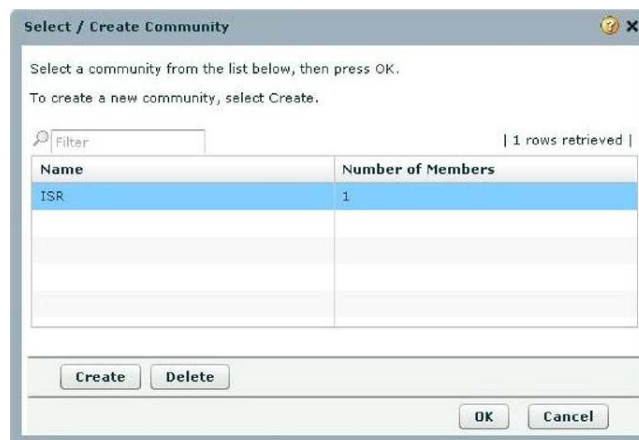 Select / Create Community
Select a community from the list below, then press OK.
To create a new community, select Create.
Filter
| 1 rows retrieved |
Name Number of Members
ISR 1
Create Delete
OK Cancel